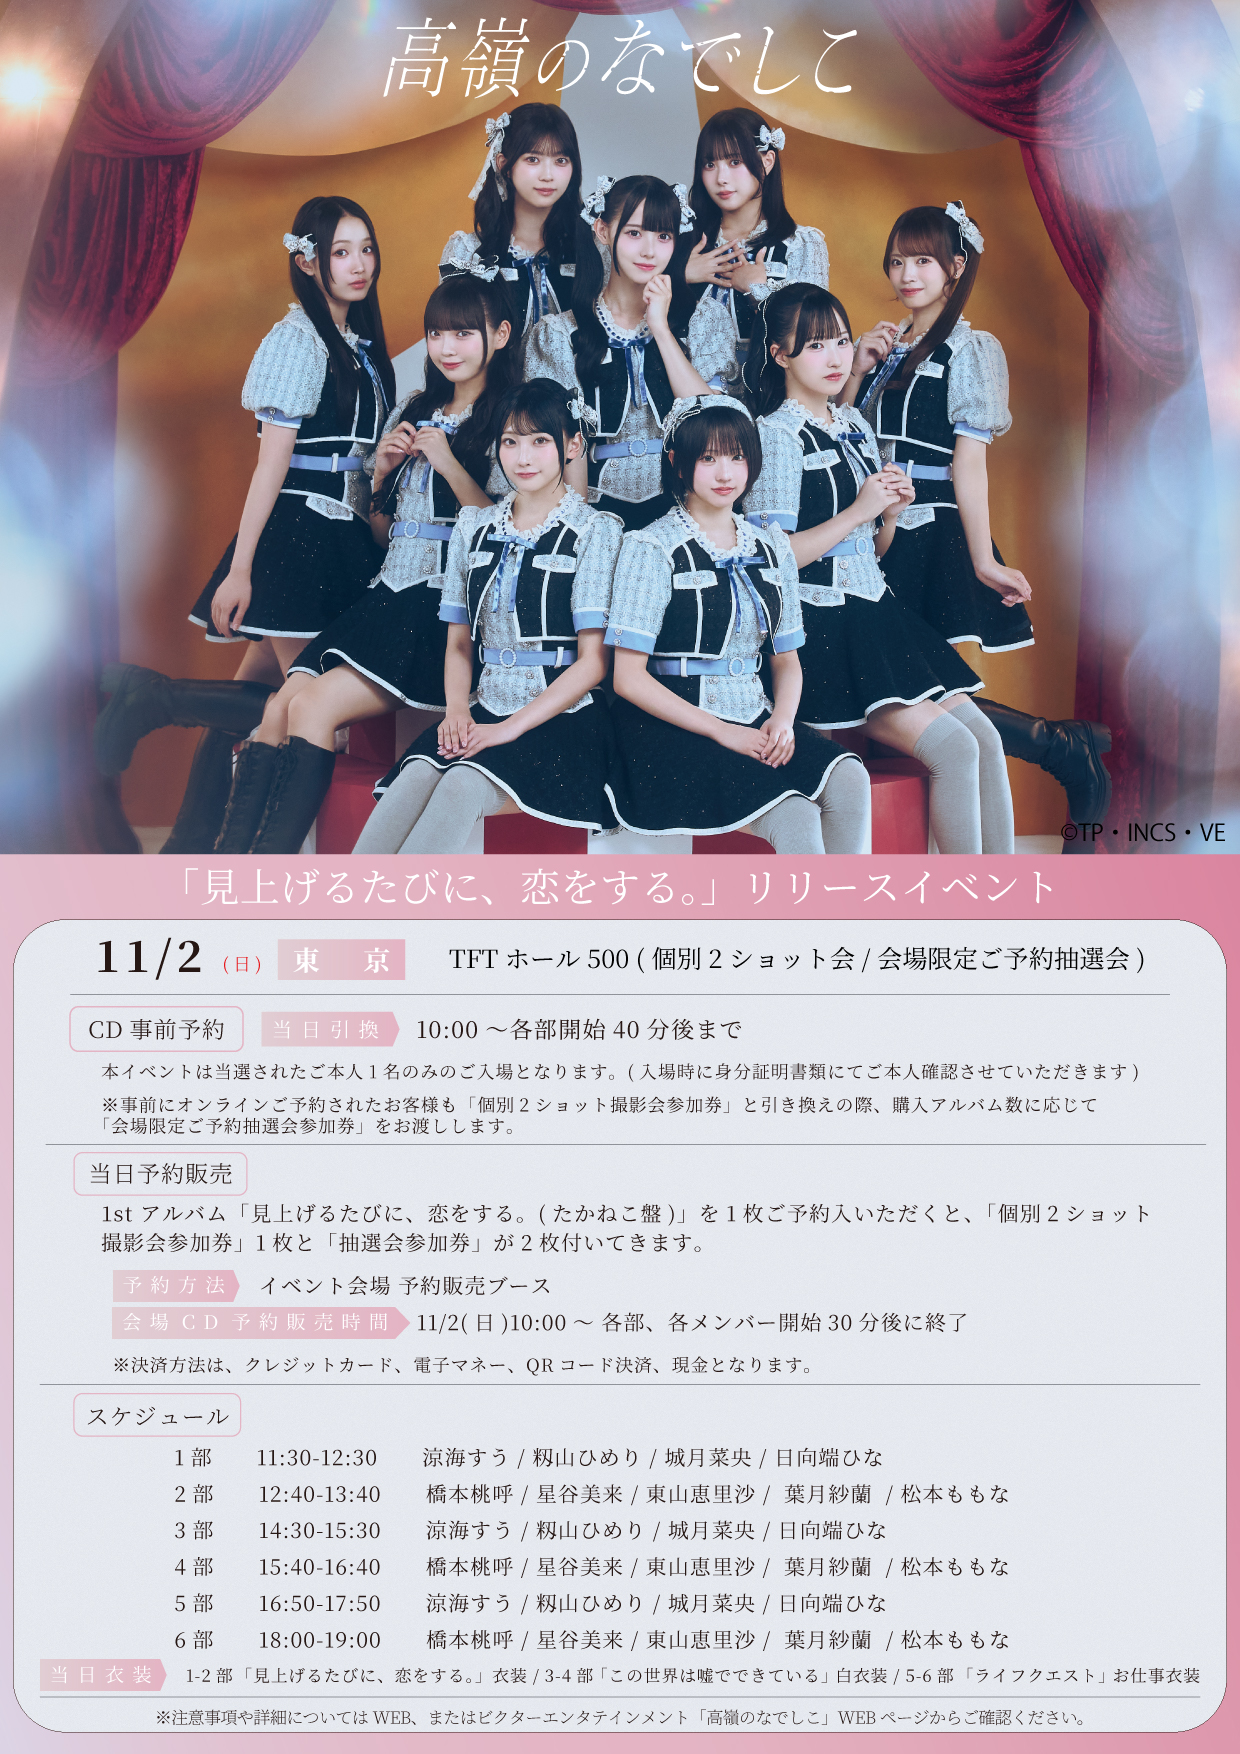 高嶺のなでしこ
©TP・INCS・VE
「見上げるたびに、恋をする。」リリースイベント
11/2 (日) 東京 TFT ホール 500 ( 個別 2 ショット会 / 会場限定ご予約抽選会 )
CD 事前予約 当日引換 10:00 ～各部開始 40 分後まで
本イベントは当選されたご本人 1 名のみのご入場となります。( 入場時に身分証明書類にてご本人確認させていただきます )
※事前にオンラインご予約されたお客様も「個別 2 ショット撮影会参加券」と引き換えの際、購入アルバム数に応じて
「会場限定ご予約抽選会参加券」をお渡しします。
当日予約販売
1st アルバム「見上げるたびに、恋をする。( たかねこ盤 )」を 1 枚ご予約入いただくと、「個別 2 ショット
撮影会参加券」1 枚と「抽選会参加券」が 2 枚付いてきます。
予約方法 イベント会場 予約販売ブース
会場 CD 予約販売時間 11/2( 日 )10:00 ～ 各部、各メンバー開始 30 分後に終了
※決済方法は、クレジットカード、電子マネー、QR コード決済、現金となります。
スケジュール
1 部 11:30-12:30 涼海すう / 籾山ひめり / 城月菜央 / 日向端ひな
2 部 12:40-13:40 橋本桃呼 / 星谷美来 / 東山恵里沙 / 葉月紗蘭 / 松本ももな
3 部 14:30-15:30 涼海すう / 籾山ひめり / 城月菜央 / 日向端ひな
4 部 15:40-16:40 橋本桃呼 / 星谷美来 / 東山恵里沙 / 葉月紗蘭 / 松本ももな
5 部 16:50-17:50 涼海すう / 籾山ひめり / 城月菜央 / 日向端ひな
6 部 18:00-19:00 橋本桃呼 / 星谷美来 / 東山恵里沙 / 葉月紗蘭 / 松本ももな
当日衣装 1-2 部「見上げるたびに、恋をする。」衣装 / 3-4 部「この世界は嘘でできている」白衣装 / 5-6 部「ライフクエスト」お仕事衣装
※注意事項や詳細については WEB、またはビクターエンタテインメント「高嶺のなでしこ」WEB ページからご確認ください。